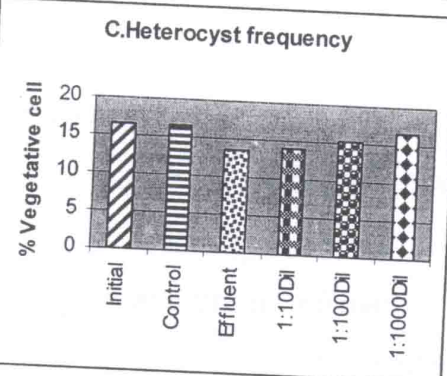 C.Heterocyst frequency
% Vegetative cell
20
15
10
5
0
Initial
Control
Effluent
1:10Dil
1:100Dil
1:1000Dil